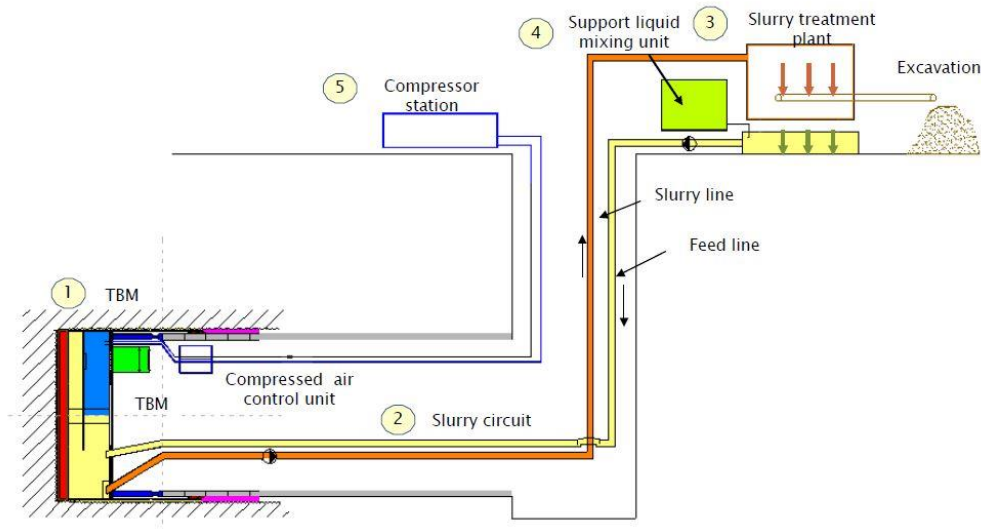 4
Support liquid
mixing unit
3
Slurry treatment
plant
Excavation
5
Compressor
station
Slurry line
Feed line
1
TBM
Compressed air
control unit
TBM
2
Slurry circuit